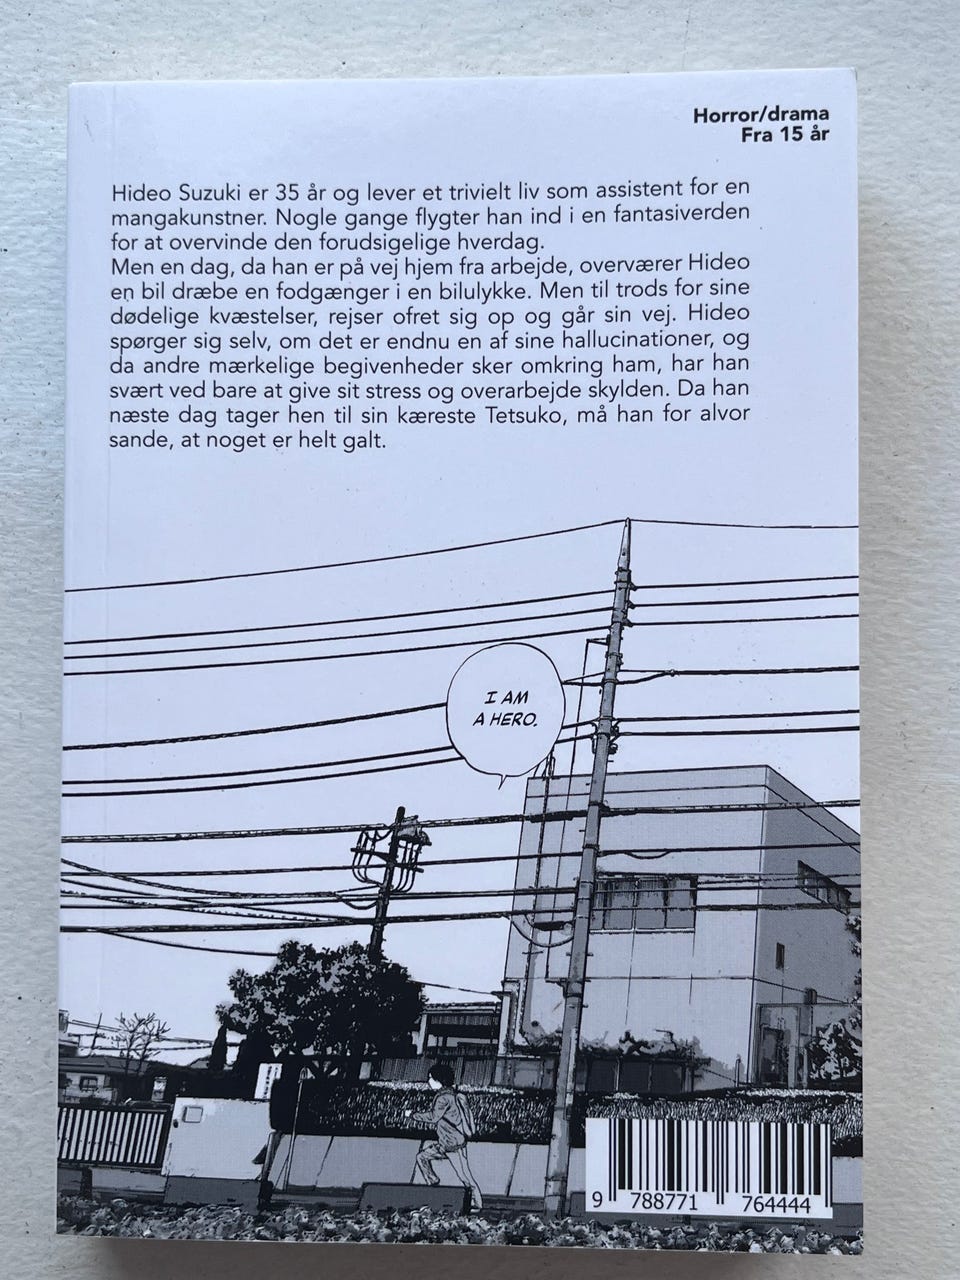 Horror/drama
Fra 15 år
Hideo Suzuki er 35 år og lever et trivielt liv som assistent for en
mangakunstner. Nogle gange flygter han ind i en fantasiverden
for at overvinde den forudsigelige hverdag.
Men en dag, da han er på vej hjem fra arbejde, overværer Hideo
en bil dræbe en fodgænger i en bilulykke. Men til trods for sine
dødelige kvæstelser, rejser ofret sig op og går sin vej. Hideo
spørger sig selv, om det er endnu en af sine hallucinationer, og
da andre mærkelige begivenheder sker omkring ham, har han
svært ved bare at give sit stress og overarbejde skylden. Da han
næste dag tager hen til sin kæreste Tetsuko, må han for alvor
sande, at noget er helt galt.
I AM
A HERO.
9 788771 764444